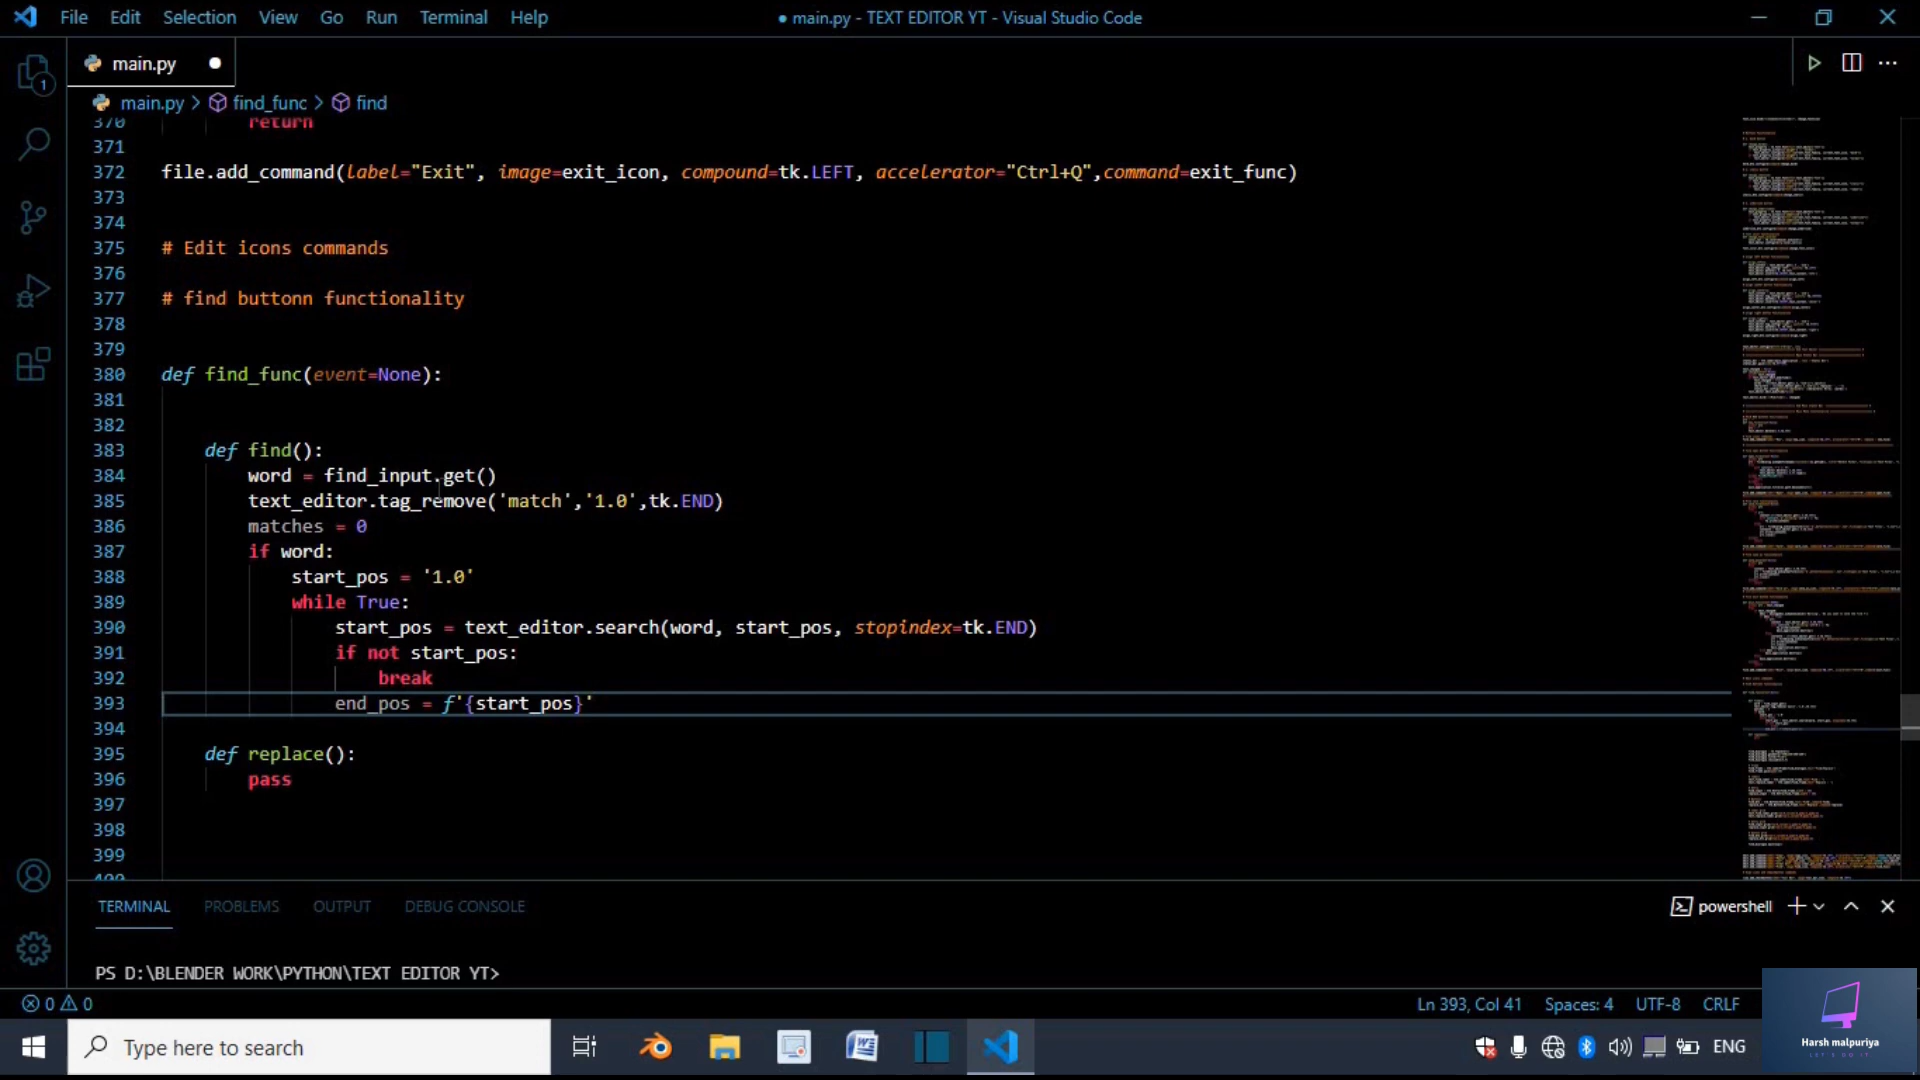 File Edit Selection View Go Run Terminal Help
● main.py - TEXT EDITOR YT - Visual Studio Code
main.py
main.py > find_func > find
370 return
371
372 file.add_command(label="Exit", image=exit_icon, compound=tk.LEFT, accelerator="Ctrl+Q",command=exit_func)
373
374
375 # Edit icons commands
376
377 # find buttonn functionality
378
379
380 def find_func(event=None):
381
382
383 def find():
384 word = find_input.get()
385 text_editor.tag_remove('match','1.0',tk.END)
386 matches = 0
387 if word:
388 start_pos = '1.0'
389 while True:
390 start_pos = text_editor.search(word, start_pos, stopindex=tk.END)
391 if not start_pos:
392 break
393 end_pos = f'{start_pos}'
394
395 def replace():
396 pass
397
398
399
400
TERMINAL PROBLEMS OUTPUT DEBUG CONSOLE
powershell
PS D:\BLENDER WORK\PYTHON\TEXT EDITOR YT>
0 0
Ln 393, Col 41 Spaces: 4 UTF-8 CRLF
Type here to search
ENG
Harsh malpuriya
LET'S DO IT